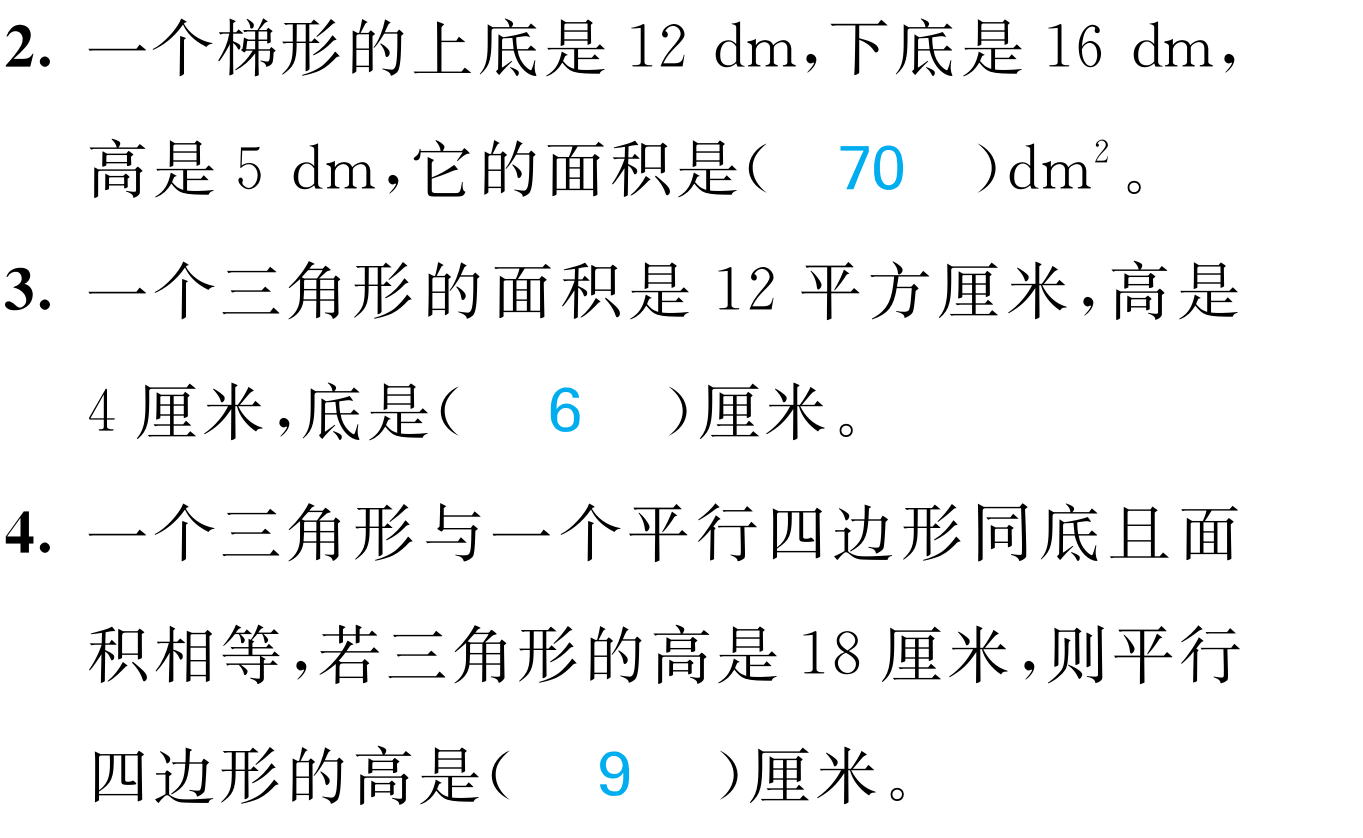 2. 一个梯形的上底是 12 dm,下底是 16 dm,
高是 5 dm,它的面积是( 70 )dm²。
3. 一个三角形的面积是 12 平方厘米,高是
4 厘米,底是( 6 )厘米。
4. 一个三角形与一个平行四边形同底且面
积相等,若三角形的高是 18 厘米,则平行
四边形的高是( 9 )厘米。